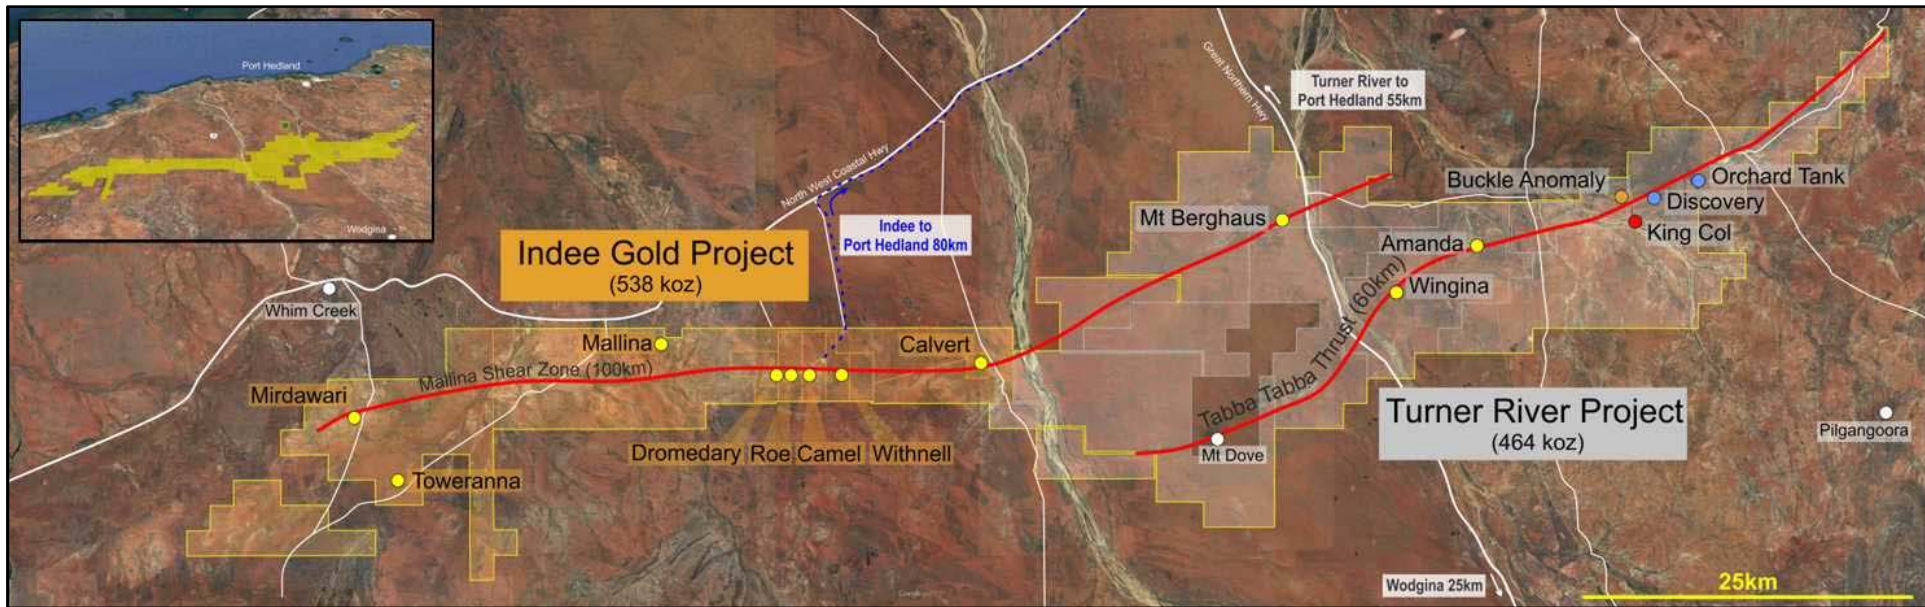 Port Hedland
Wodgina
North West Coastal Hwy
Great Northern Hwy
Turner River to
Port Hedland 55km
Indee to
Port Hedland 80km
Indee Gold Project
(538 koz)
Whim Creek
Mallina
Mallina Shear Zone (100km)
Mirdawari
Toweranna
Calvert
Dromedary
Roe
Camel
Withnell
Mt Berghaus
Buckle Anomaly
Orchard Tank
Discovery
King Col
Amanda
Wingina
Tabba Tabba Thrust (60km)
Mt Dove
Turner River Project
(464 koz)
Pilgangoora
Wodgina 25km
25km
Google